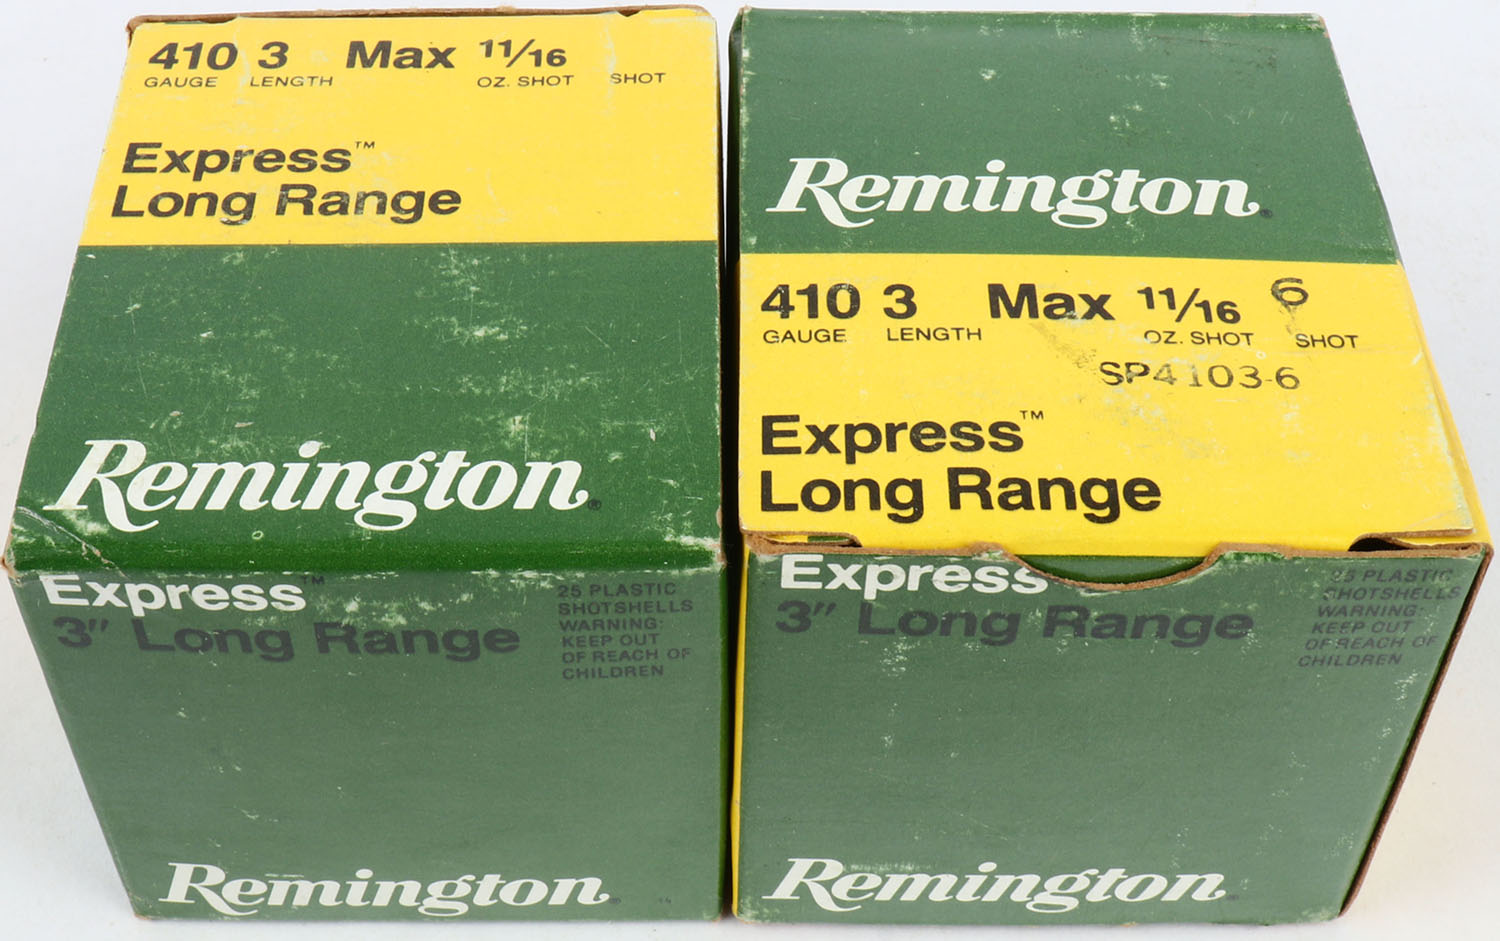 410 3 Max 11/16
GAUGE LENGTH OZ. SHOT SHOT
Express™
Long Range
Remington®
Express™
3" Long Range
25 PLASTIC
SHOTSHELLS
WARNING:
KEEP OUT
OF REACH OF
CHILDREN
Remington®
14
Remington®
410 3 Max 11/16 6
GAUGE LENGTH OZ. SHOT SHOT
SP4103-6
Express™
Long Range
Express
3" Long Range
25 PLASTIC
SHOTSHELLS
WARNING:
KEEP OUT
OF REACH OF
CHILDREN
Remington®